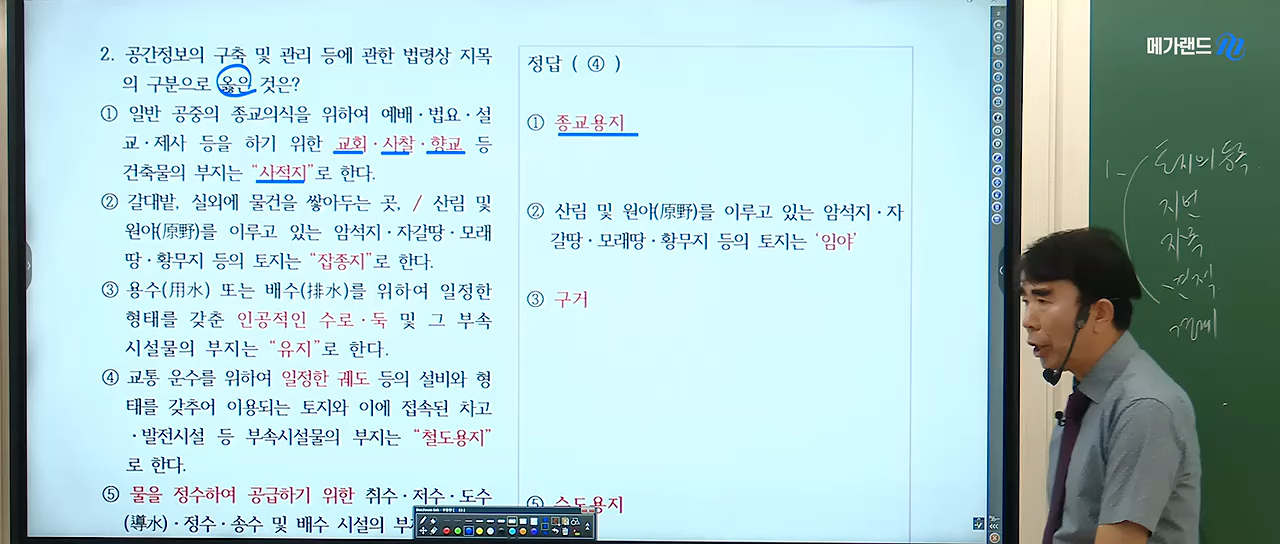 메가랜드
2. 공간정보의 구축 및 관리 등에 관한 법령상 지목
의 구분으로 옳은 것은?
① 일반 공중의 종교의식을 위하여 예배·법요·설
교·제사 등을 하기 위한 교회·사찰·향교 등
건축물의 부지는 “사적지”로 한다.
② 갈대밭, 실외에 물건을 쌓아두는 곳, / 산림 및
원야(原野)를 이루고 있는 암석지·자갈땅·모래
땅·황무지 등의 토지는 “잡종지”로 한다.
③ 용수(用水) 또는 배수(排水)를 위하여 일정한
형태를 갖춘 인공적인 수로·둑 및 그 부속
시설물의 부지는 “유지”로 한다.
④ 교통 운수를 위하여 일정한 궤도 등의 설비와 형
태를 갖추어 이용되는 토지와 이에 접속된 차고
·발전시설 등 부속시설물의 부지는 “철도용지”
로 한다.
⑤ 물을 정수하여 공급하기 위한 취수·저수·도수
(導水)·정수·송수 및 배수 시설의
정답 ( ④ )
① 종교용지
② 산림 및 원야(原野)를 이루고 있는 암석지·자
갈땅·모래땅·황무지 등의 토지는 ‘임야’
③ 구거
⑤ 수도용지
토지의
지번
지목